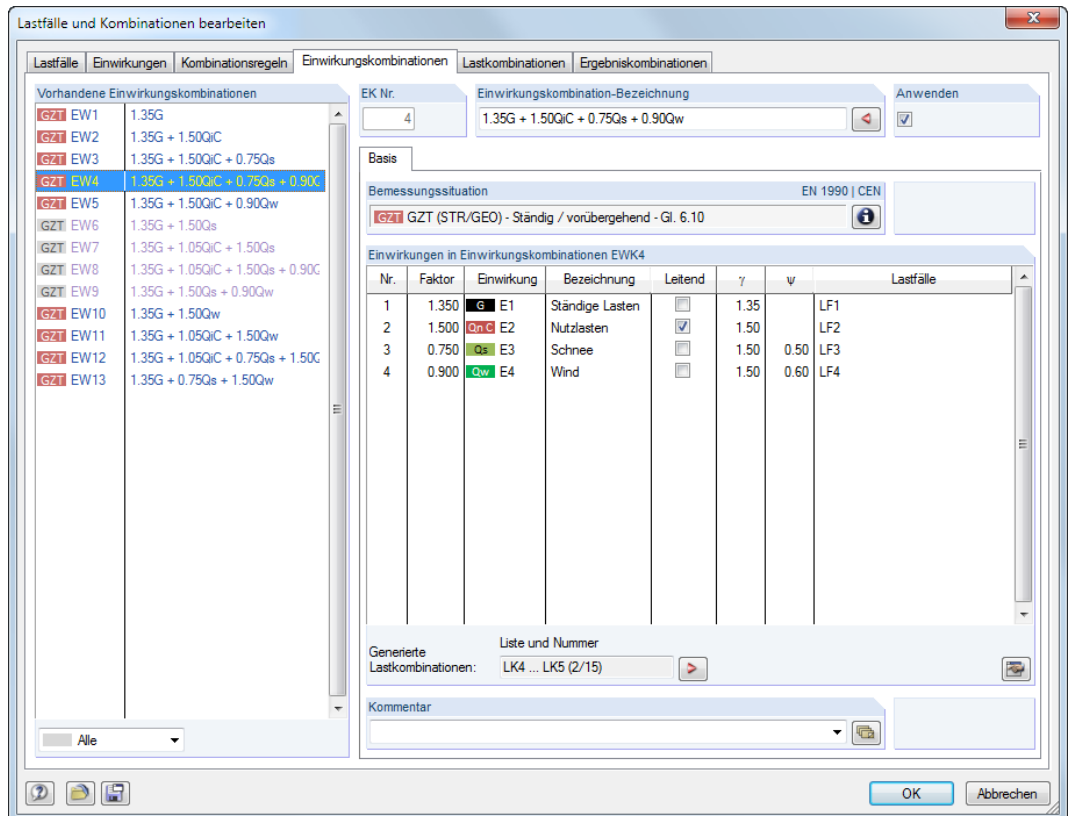 Lastfälle und Kombinationen bearbeiten
Lastfälle Einwirkungen Kombinationsregeln Einwirkungskombinationen Lastkombinationen Ergebniskombinationen
Vorhandene Einwirkungskombinationen
GZT EW1 1.35G
GZT EW2 1.35G + 1.50QiC
GZT EW3 1.35G + 1.50QiC + 0.75Qs
GZT EW4 1.35G + 1.50QiC + 0.75Qs + 0.90C
GZT EW5 1.35G + 1.50QiC + 0.90Qw
GZT EW6 1.35G + 1.50Qs
GZT EW7 1.35G + 1.05QiC + 1.50Qs
GZT EW8 1.35G + 1.05QiC + 1.50Qs + 0.90C
GZT EW9 1.35G + 1.50Qs + 0.90Qw
GZT EW10 1.35G + 1.50Qw
GZT EW11 1.35G + 1.05QiC + 1.50Qw
GZT EW12 1.35G + 1.05QiC + 0.75Qs + 1.50C
GZT EW13 1.35G + 0.75Qs + 1.50Qw
Alle
EK Nr.
4
Einwirkungskombination-Bezeichnung
1.35G + 1.50QiC + 0.75Qs + 0.90Qw
Anwenden
Basis
Bemessungssituation EN 1990 | CEN
GZT GZT (STR/GEO) - Ständig / vorübergehend - Gl. 6.10
Einwirkungen in Einwirkungskombinationen EWK4
Nr. Faktor Einwirkung Bezeichnung Leitend γ ψ Lastfälle
1 1.350 G E1 Ständige Lasten 1.35 LF1
2 1.500 Qn C E2 Nutzlasten 1.50 LF2
3 0.750 Qs E3 Schnee 1.50 0.50 LF3
4 0.900 Qw E4 Wind 1.50 0.60 LF4
Generierte
Lastkombinationen:
Liste und Nummer
LK4 ... LK5 (2/15)
Kommentar
OK Abbrechen